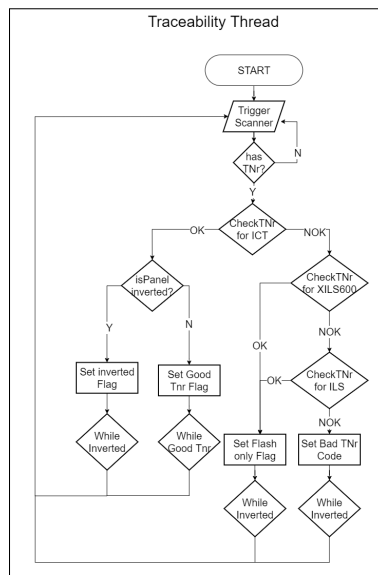 Traceability Thread
START
Trigger
Scanner
has
TNr?
N
Y
CheckTNr
for ICT
OK
NOK
isPanel
inverted?
CheckTNr
for XILS600
Y
N
OK
NOK
Set inverted
Flag
Set Good
Tnr Flag
CheckTNr
for ILS
OK
NOK
While
Inverted
While
Good Tnr
Set Flash
only Flag
Set Bad TNr
Code
While
Inverted
While
Inverted